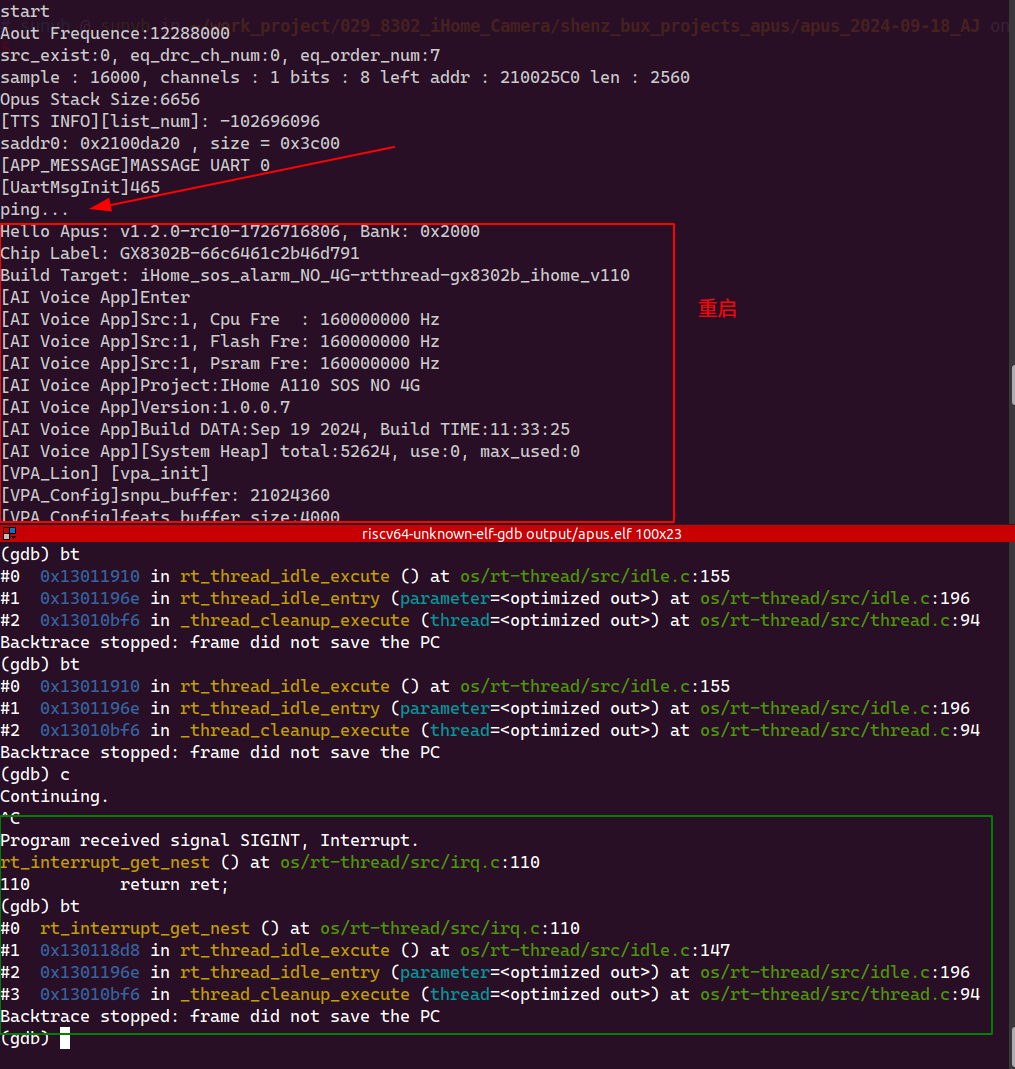 start
sunyb @ sunyb in ~/work_project/029_8302_iHome_Camera/shenz_bux_projects_apus/apus_2024-09-18_AJ on
Aout Frequence:12288000
src_exist:0, eq_drc_ch_num:0, eq_order_num:7
sample : 16000, channels : 1 bits : 8 left addr : 210025C0 len : 2560
Opus Stack Size:6656
[TTS INFO][list_num]: -102696096
saddr0: 0x2100da20 , size = 0x3c00
[APP_MESSAGE]MASSAGE UART 0
[UartMsgInit]465
ping...
Hello Apus: v1.2.0-rc10-1726716806, Bank: 0x2000
Chip Label: GX8302B-66c6461c2b46d791
Build Target: iHome_sos_alarm_NO_4G-rtthread-gx8302b_ihome_v110
[AI Voice App]Enter
[AI Voice App]Src:1, Cpu Fre  : 160000000 Hz
重启
[AI Voice App]Src:1, Flash Fre: 160000000 Hz
[AI Voice App]Src:1, Psram Fre: 160000000 Hz
[AI Voice App]Project:IHome A110 SOS NO 4G
[AI Voice App]Version:1.0.0.7
[AI Voice App]Build DATA:Sep 19 2024, Build TIME:11:33:25
[AI Voice App][System Heap] total:52624, use:0, max_used:0
[VPA_Lion] [vpa_init]
[VPA_Config]snpu_buffer: 21024360
[VPA_Config]feats_buffer size:4000
riscv64-unknown-elf-gdb output/apus.elf 100x23
(gdb) bt
#0  0x13011910 in rt_thread_idle_excute () at os/rt-thread/src/idle.c:155
#1  0x1301196e in rt_thread_idle_entry (parameter=<optimized out>) at os/rt-thread/src/idle.c:196
#2  0x13010bf6 in _thread_cleanup_execute (thread=<optimized out>) at os/rt-thread/src/thread.c:94
Backtrace stopped: frame did not save the PC
(gdb) bt
#0  0x13011910 in rt_thread_idle_excute () at os/rt-thread/src/idle.c:155
#1  0x1301196e in rt_thread_idle_entry (parameter=<optimized out>) at os/rt-thread/src/idle.c:196
#2  0x13010bf6 in _thread_cleanup_execute (thread=<optimized out>) at os/rt-thread/src/thread.c:94
Backtrace stopped: frame did not save the PC
(gdb) c
Continuing.
^C
Program received signal SIGINT, Interrupt.
rt_interrupt_get_nest () at os/rt-thread/src/irq.c:110
110         return ret;
(gdb) bt
#0  rt_interrupt_get_nest () at os/rt-thread/src/irq.c:110
#1  0x130118d8 in rt_thread_idle_excute () at os/rt-thread/src/idle.c:147
#2  0x1301196e in rt_thread_idle_entry (parameter=<optimized out>) at os/rt-thread/src/idle.c:196
#3  0x13010bf6 in _thread_cleanup_execute (thread=<optimized out>) at os/rt-thread/src/thread.c:94
Backtrace stopped: frame did not save the PC
(gdb)